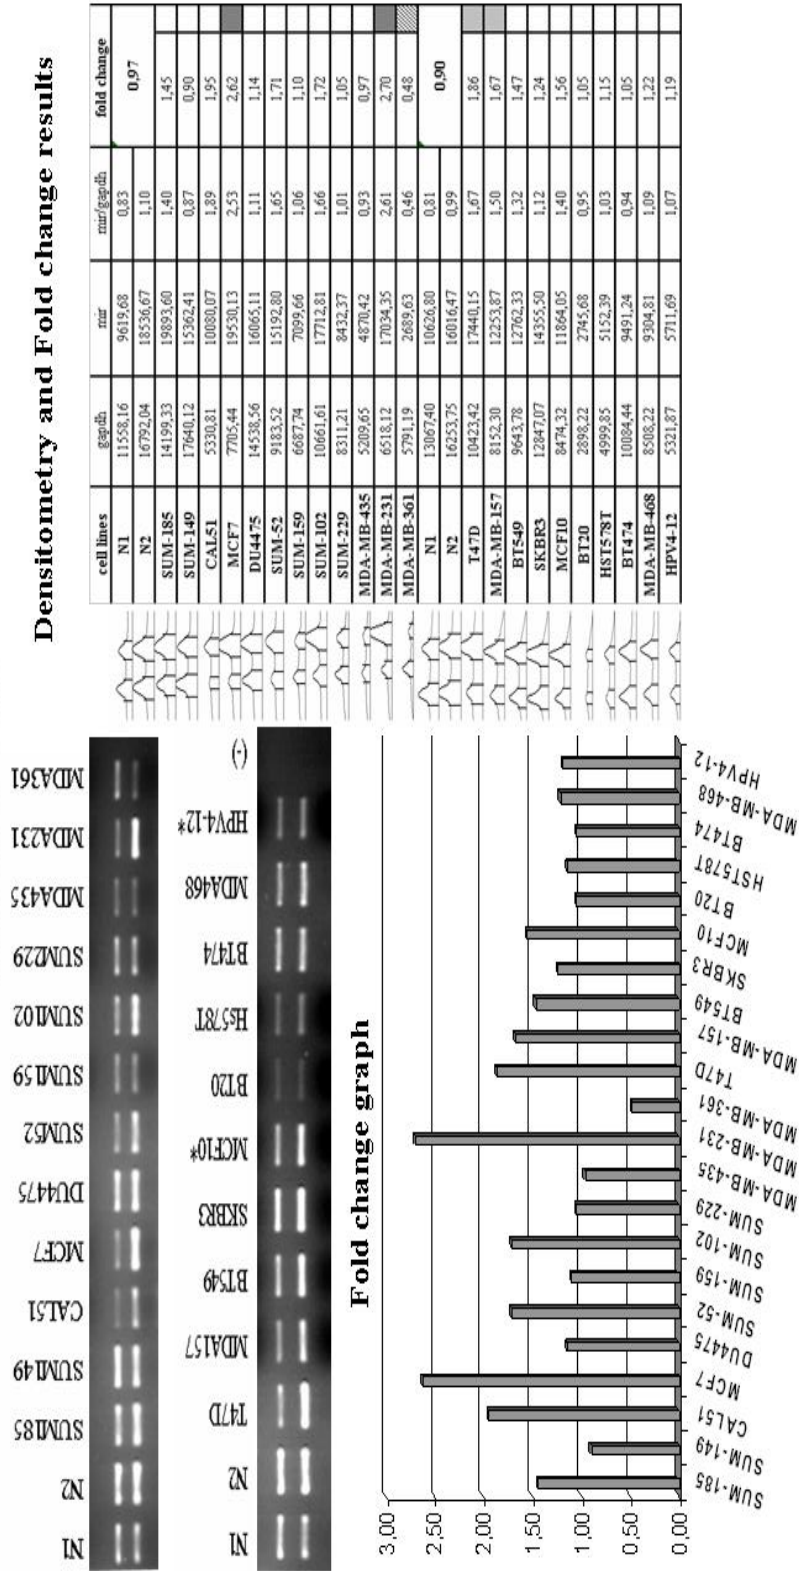 Densitometry and Fold change results
cell lines gapdh mir mir/gapdh fold change
N1 11558,16 9619,68 0,83 0,97
N2 16792,04 18536,67 1,10
SUM-185 14199,33 19893,60 1,40 1,45
SUM-149 17640,12 15362,41 0,87 0,90
CAL51 5330,81 10080,07 1,89 1,95
MCF7 7705,44 19530,13 2,53 2,62
DU4475 14538,56 16065,11 1,11 1,14
SUM-52 9183,52 15192,80 1,65 1,71
SUM-159 6687,74 7099,66 1,06 1,10
SUM-102 10661,61 17712,81 1,66 1,72
SUM-229 8311,21 8432,37 1,01 1,05
MDA-MB-435 5209,65 4870,42 0,93 0,97
MDA-MB-231 6518,12 17034,35 2,61 2,70
MDA-MB-361 5791,19 2689,63 0,46 0,48
N1 13067,40 10626,80 0,81 0,90
N2 16253,75 16016,47 0,99
T47D 10423,42 17440,15 1,67 1,86
MDA-MB-157 8152,30 12253,87 1,50 1,67
BT549 9643,78 12762,33 1,32 1,47
SKBR3 12847,07 14355,50 1,12 1,24
MCF10 8474,32 11864,05 1,40 1,56
BT20 2898,22 2745,68 0,95 1,05
HST578T 4999,85 5152,39 1,03 1,15
BT474 10084,44 9491,24 0,94 1,05
MDA-MB-468 8508,22 9304,81 1,09 1,22
HPV4-12 5321,87 5711,69 1,07 1,19
N1 N2 SUM185 SUM149 CAL51 MCF7 DU4475 SUM52 SUM159 SUM102 SUM229 MDA435 MDA231 MDA361
N1 N2 T47D MDA157 BT549 SKBR3 MCF10* BT20 Hs578T BT474 MDA468 HPV4-12* (-)
Fold change graph
3,00
2,50
2,00
1,50
1,00
0,50
0,00
SUM-185
SUM-149
CAL51
MCF7
DU4475
SUM-52
SUM-159
SUM-102
SUM-229
MDA-MB-435
MDA-MB-231
MDA-MB-361
T47D
MDA-MB-157
BT549
SKBR3
MCF10
BT20
HST578T
BT474
MDA-MB-468
HPV4-12